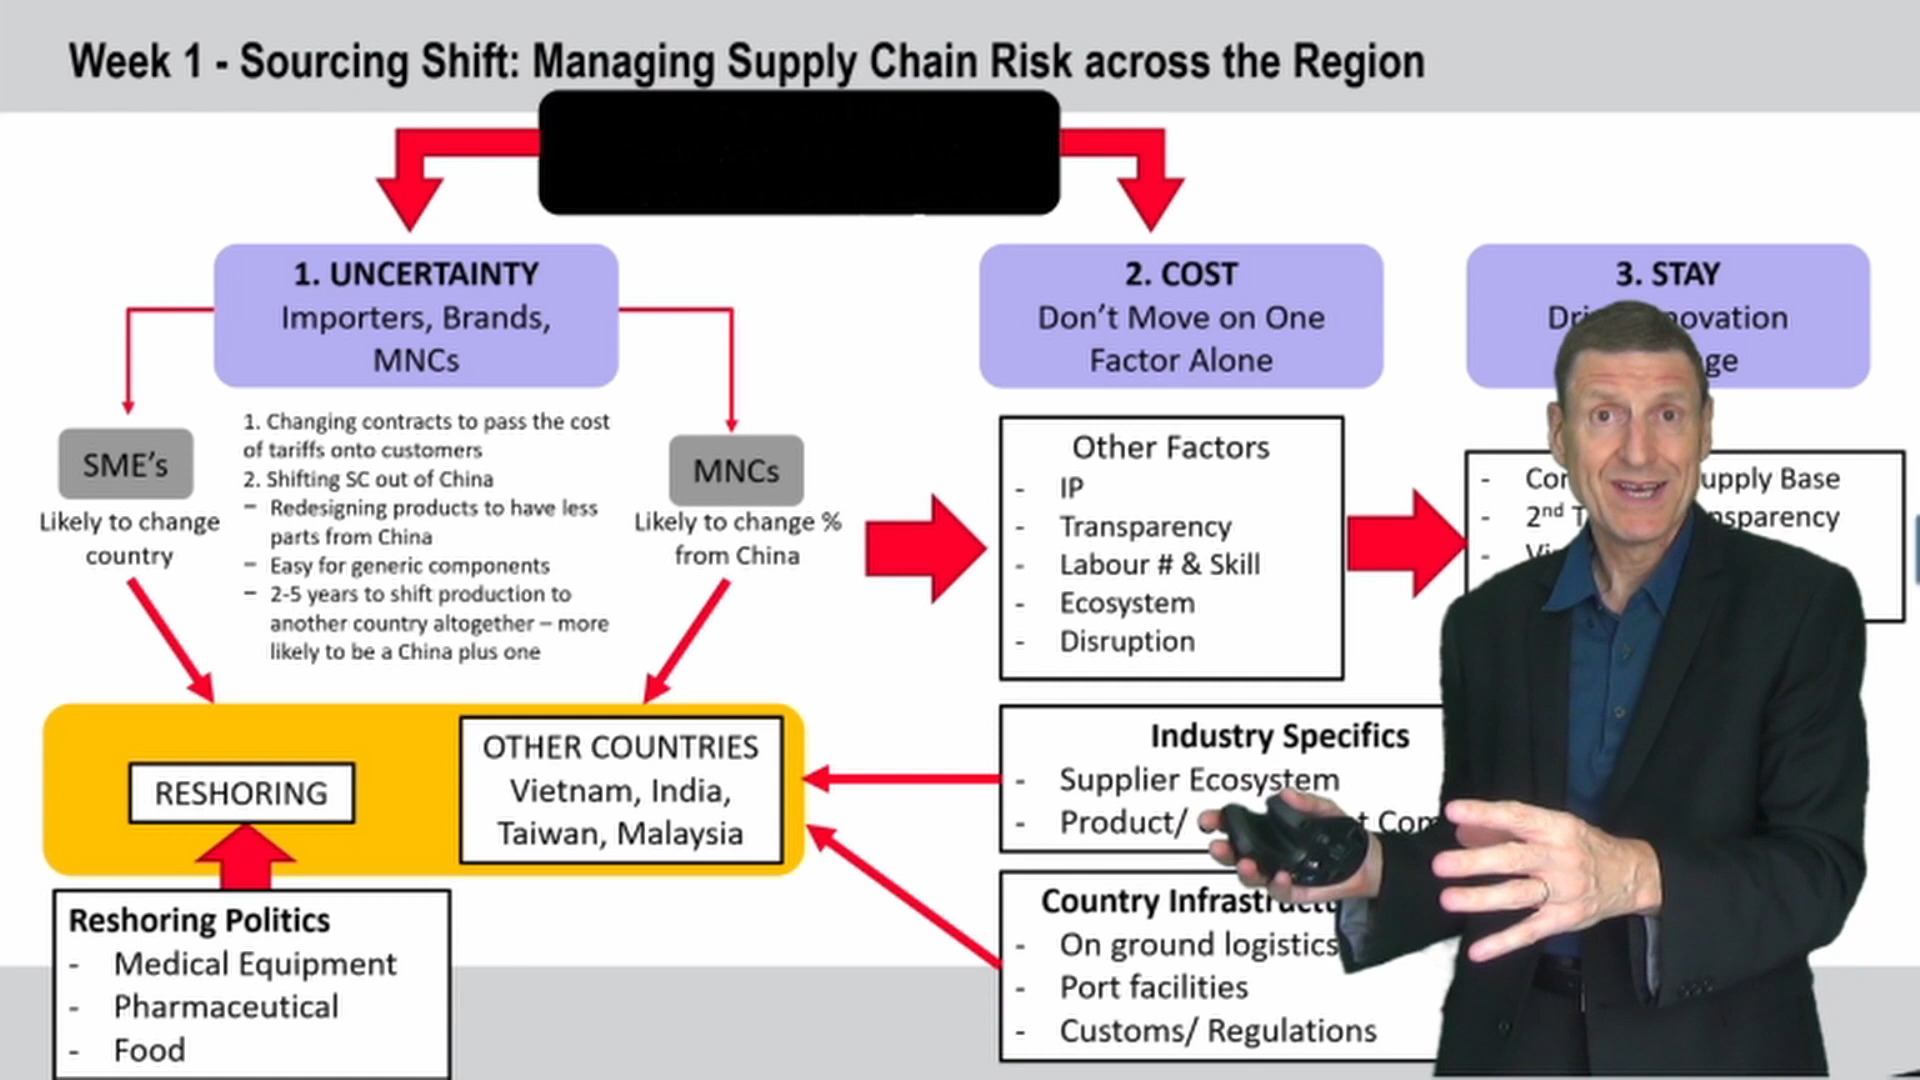 Week 1 - Sourcing Shift: Managing Supply Chain Risk across the Region
1. UNCERTAINTY
Importers, Brands,
MNCs
2. COST
Don't Move on One
Factor Alone
3. STAY
SME's
Likely to change
country
1. Changing contracts to pass the cost
of tariffs onto customers
2. Shifting SC out of China
- Redesigning products to have less
parts from China
- Easy for generic components
- 2-5 years to shift production to
another country altogether – more
likely to be a China plus one
MNCs
Likely to change %
from China
Other Factors
- IP
- Transparency
- Labour # & Skill
- Ecosystem
- Disruption
- Base
- 2nd
-
RESHORING
OTHER COUNTRIES
Vietnam, India,
Taiwan, Malaysia
Industry Specifics
- Supplier Ecosystem
- Product/
Country
- On ground logistics
- Port facilities
- Customs/ Regulations
Reshoring Politics
- Medical Equipment
- Pharmaceutical
- Food